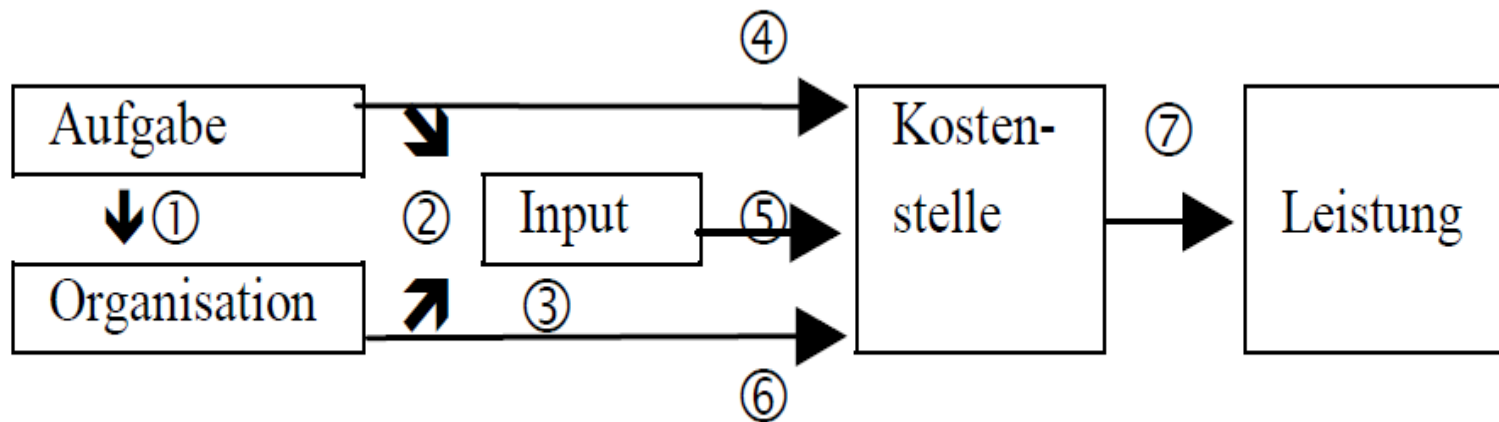 ④
Aufgabe
Kosten-
⑦
①
②
Input
⑤
stelle
Leistung
Organisation
③
⑥